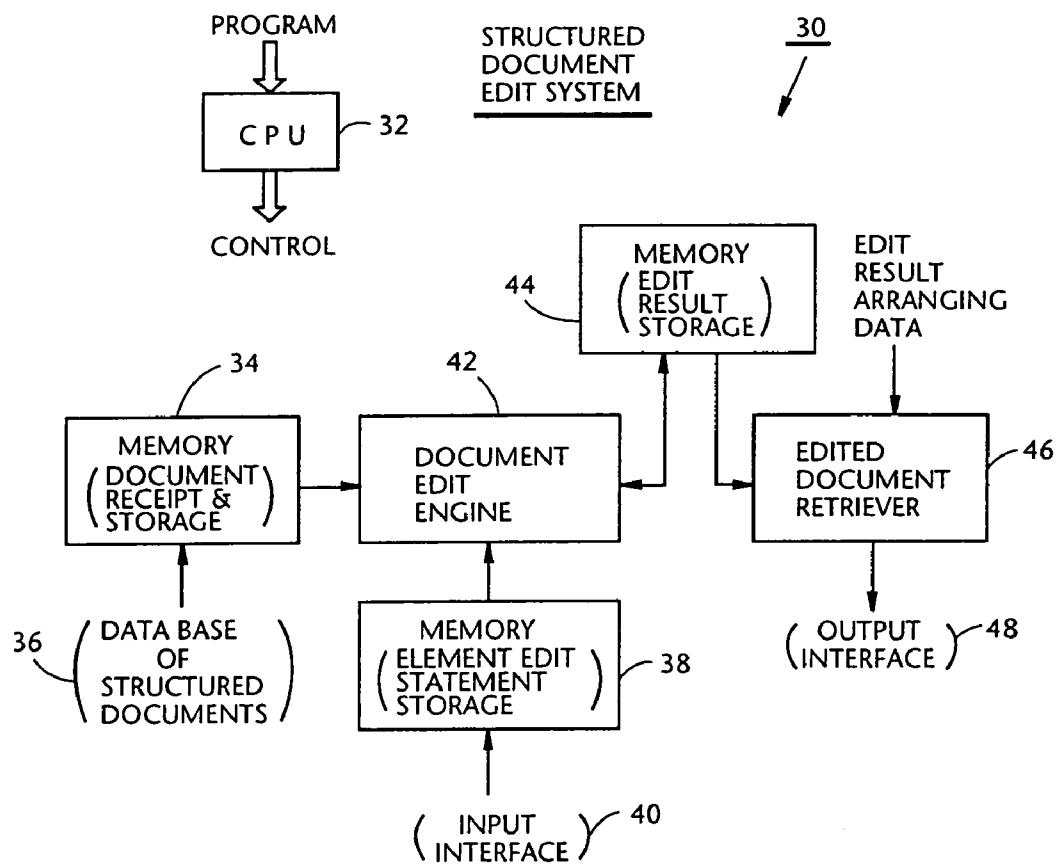 PROGRAM
CPU
32
CONTROL
STRUCTURED
DOCUMENT
EDIT SYSTEM
30
MEMORY
EDIT
RESULT
STORAGE
44
EDIT
RESULT
ARRANGING
DATA
34
MEMORY
DOCUMENT
RECEIPT &
STORAGE
42
DOCUMENT
EDIT
ENGINE
EDITED
DOCUMENT
RETRIEVER
46
36
DATA BASE
OF
STRUCTURED
DOCUMENTS
MEMORY
ELEMENT EDIT
STATEMENT
STORAGE
38
OUTPUT
INTERFACE
48
INPUT
INTERFACE
40